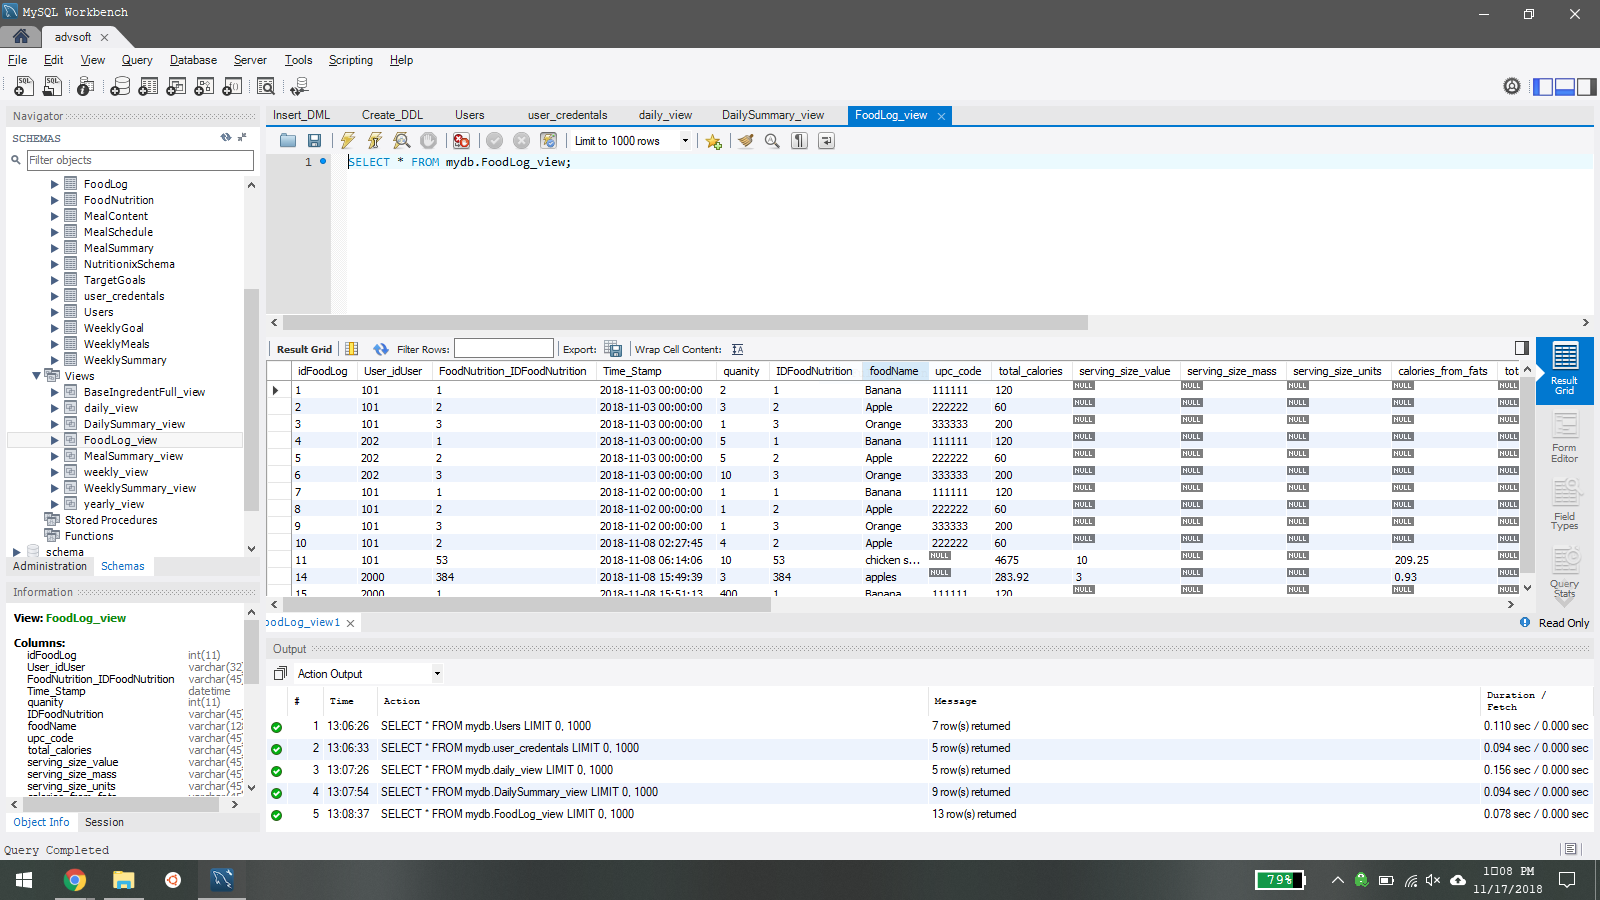 MySQL Workbench
advsoft
File Edit View Query Database Server Tools Scripting Help
Navigator
SCHEMAS
Filter objects
FoodLog
FoodNutrition
MealContent
MealSchedule
MealSummary
NutritionixSchema
TargetGoals
user_credentals
Users
WeeklyGoal
WeeklyMeals
WeeklySummary
Views
BaseIngredentFull_view
daily_view
DailySummary_view
FoodLog_view
MealSummary_view
weekly_view
WeeklySummary_view
yearly_view
Stored Procedures
Functions
schema
Administration Schemas
Information
View: FoodLog_view
Columns:
idFoodLog int(11)
User_idUser varchar(32)
FoodNutrition_IDFoodNutrition varchar(45)
Time_Stamp datetime
quanity int(11)
IDFoodNutrition varchar(45)
foodName varchar(128
upc_code varchar(45)
total_calories varchar(45)
serving_size_value varchar(45)
serving_size_mass varchar(45)
serving_size_units varchar(45)
calories_from_fats varchar(45)
Object Info Session
Query Completed
Insert_DML Create_DDL Users user_credentals daily_view DailySummary_view FoodLog_view
Limit to 1000 rows
1 SELECT * FROM mydb.FoodLog_view;
Result Grid Filter Rows: Export: Wrap Cell Content:
idFoodLog User_idUser FoodNutrition_IDFoodNutrition Time_Stamp quanity IDFoodNutrition foodName upc_code total_calories serving_size_value serving_size_mass serving_size_units calories_from_fats tot
1 101 1 2018-11-03 00:00:00 2 1 Banana 111111 120 NULL NULL NULL NULL NULL
2 101 2 2018-11-03 00:00:00 3 2 Apple 222222 60 NULL NULL NULL NULL NULL
3 101 3 2018-11-03 00:00:00 1 3 Orange 333333 200 NULL NULL NULL NULL NULL
4 202 1 2018-11-03 00:00:00 5 1 Banana 111111 120 NULL NULL NULL NULL NULL
5 202 2 2018-11-03 00:00:00 5 2 Apple 222222 60 NULL NULL NULL NULL NULL
6 202 3 2018-11-03 00:00:00 10 3 Orange 333333 200 NULL NULL NULL NULL NULL
7 101 1 2018-11-02 00:00:00 1 1 Banana 111111 120 NULL NULL NULL NULL NULL
8 101 2 2018-11-02 00:00:00 1 2 Apple 222222 60 NULL NULL NULL NULL NULL
9 101 3 2018-11-02 00:00:00 1 3 Orange 333333 200 NULL NULL NULL NULL NULL
10 101 2 2018-11-08 02:27:45 4 2 Apple 222222 60 NULL NULL NULL NULL NULL
11 101 53 2018-11-08 06:14:06 10 53 chicken s... NULL 4675 10 NULL NULL 209.25 NULL
14 2000 384 2018-11-08 15:49:39 3 384 apples NULL 283.92 3 NULL NULL 0.93 NULL
15 2000 1 2018-11-08 15:51:13 400 1 Banana 111111 120 NULL NULL NULL NULL NULL
Result Grid
Form Editor
Field Types
Query Stats
oodLog_view1
Read Only
Output
Action Output
# Time Action Message Duration / Fetch
1 13:06:26 SELECT * FROM mydb.Users LIMIT 0, 1000 7 row(s) returned 0.110 sec / 0.000 sec
2 13:06:33 SELECT * FROM mydb.user_credentals LIMIT 0, 1000 5 row(s) returned 0.094 sec / 0.000 sec
3 13:07:26 SELECT * FROM mydb.daily_view LIMIT 0, 1000 5 row(s) returned 0.156 sec / 0.000 sec
4 13:07:54 SELECT * FROM mydb.DailySummary_view LIMIT 0, 1000 9 row(s) returned 0.094 sec / 0.000 sec
5 13:08:37 SELECT * FROM mydb.FoodLog_view LIMIT 0, 1000 13 row(s) returned 0.078 sec / 0.000 sec
79%
1□08 PM
11/17/2018